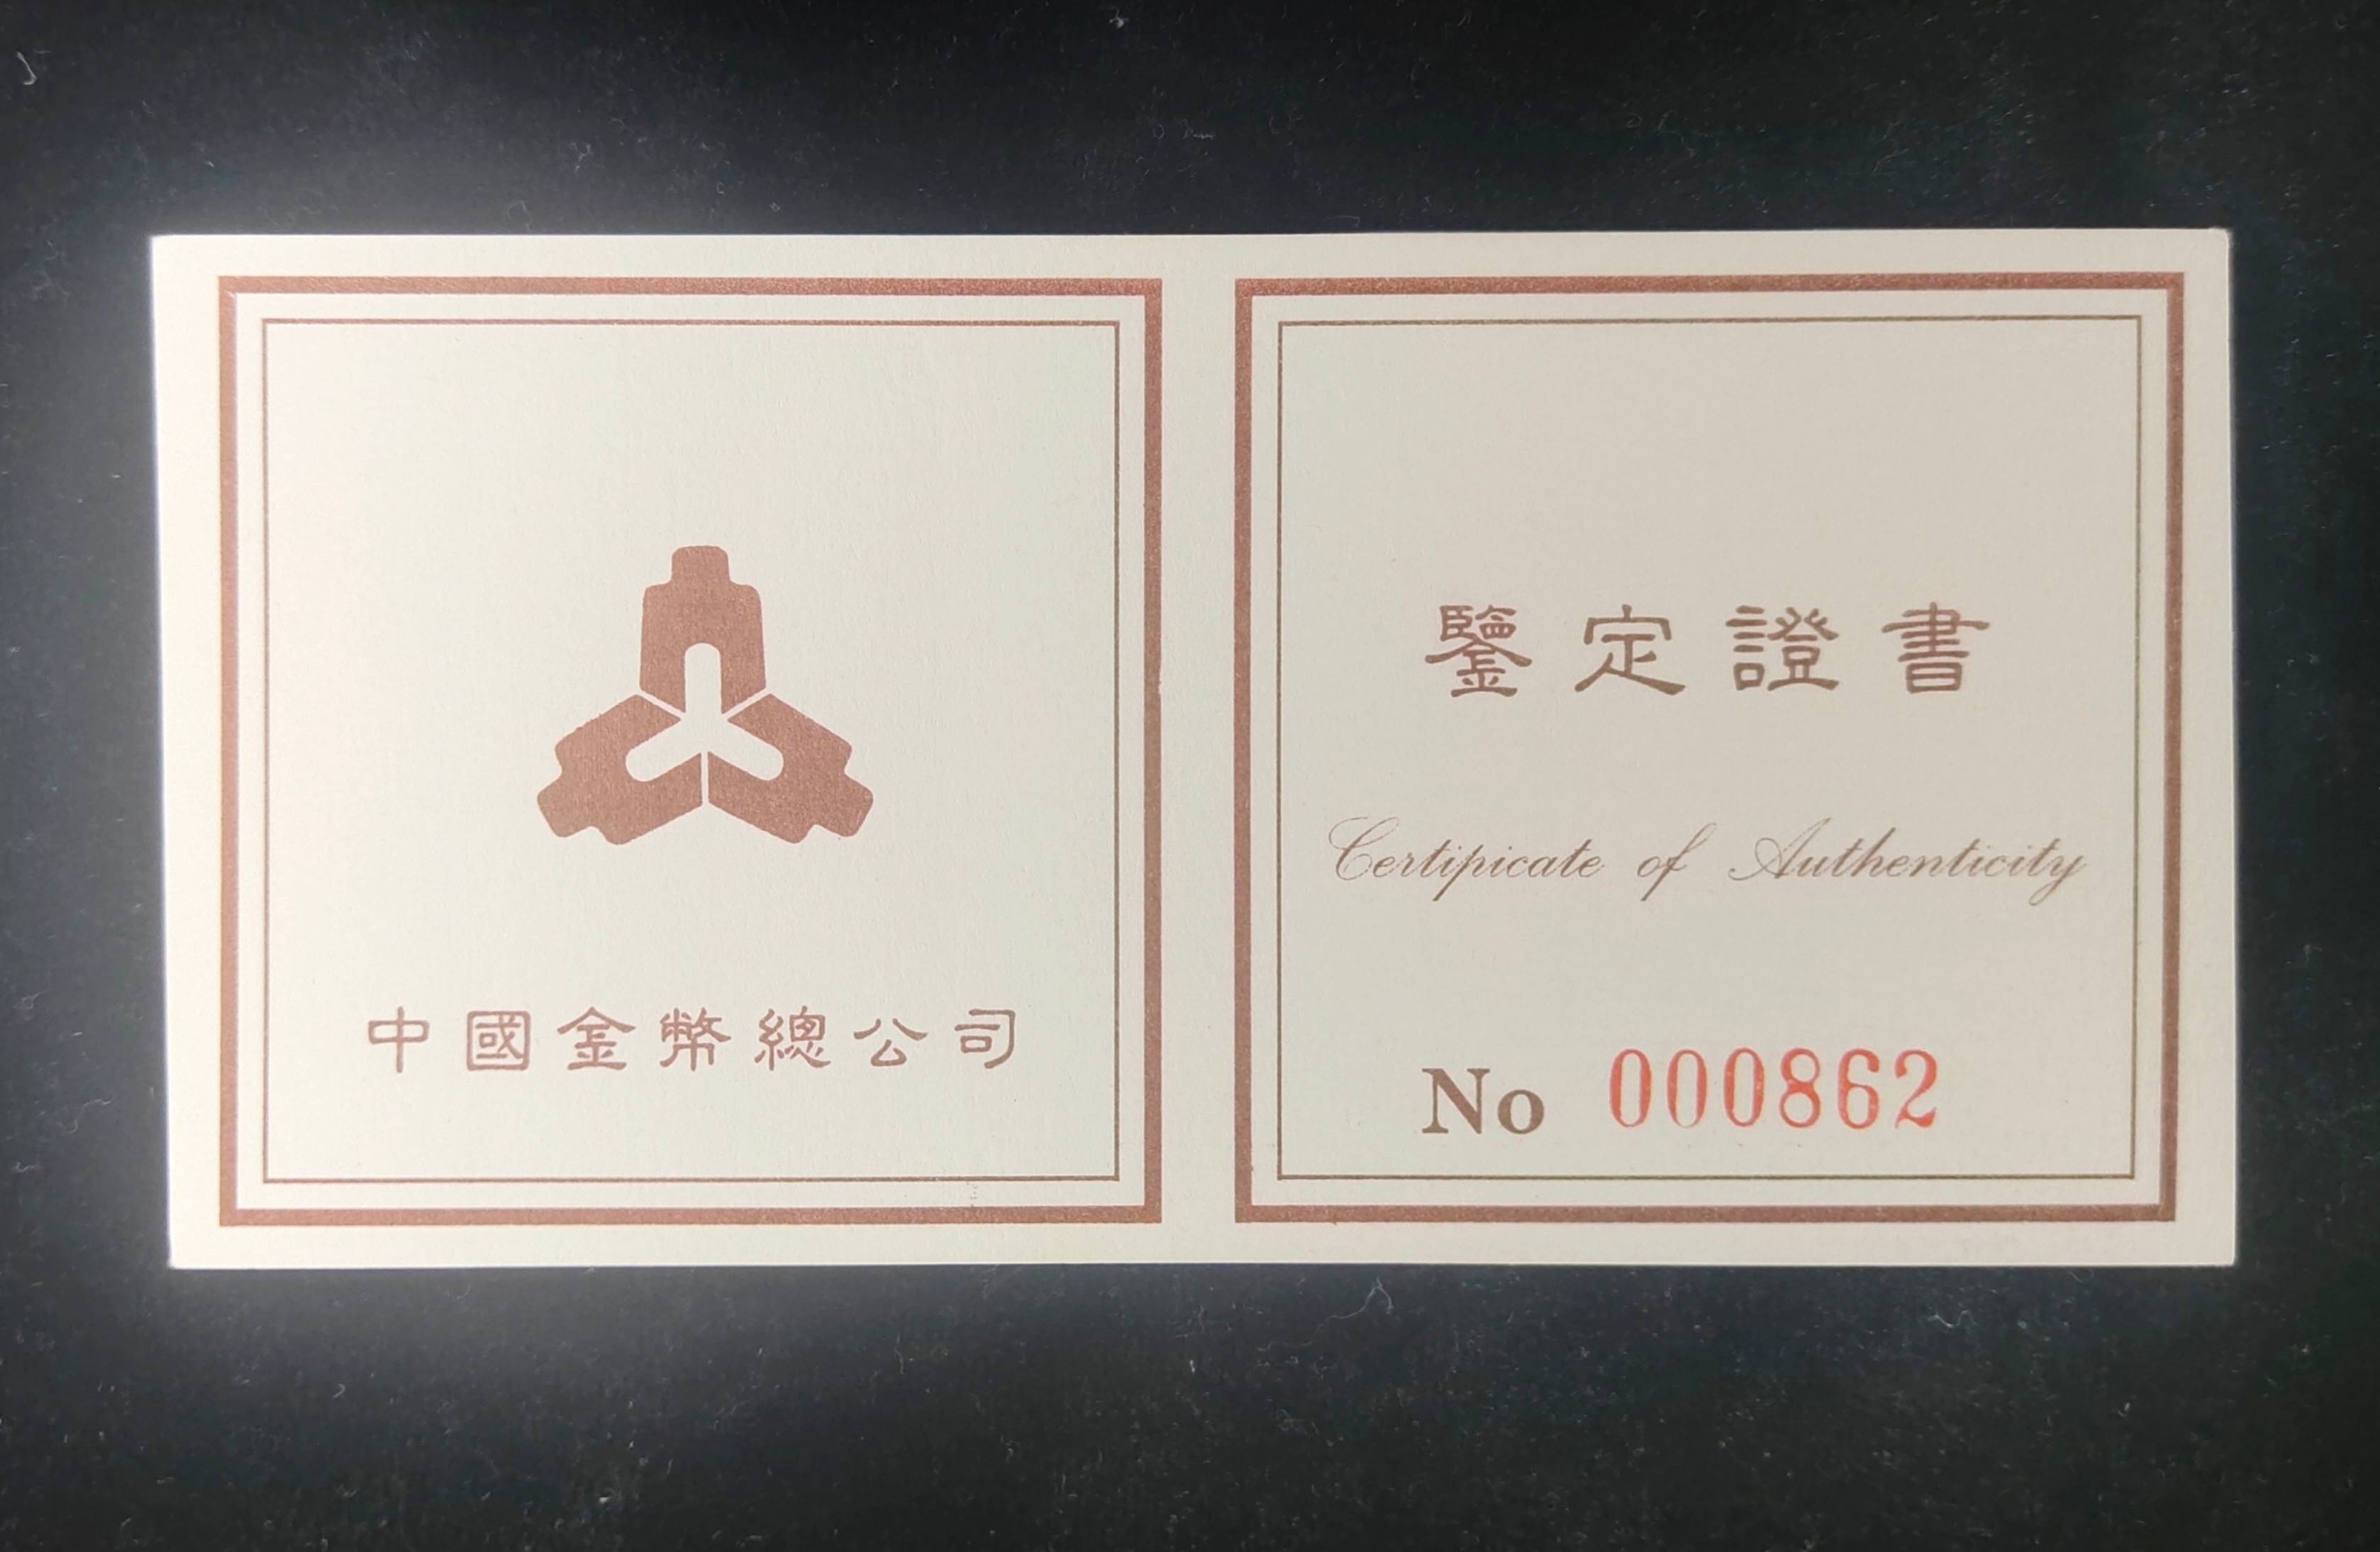 中國金幣總公司
鑒定證書
Certificate of Authenticity
No 000862